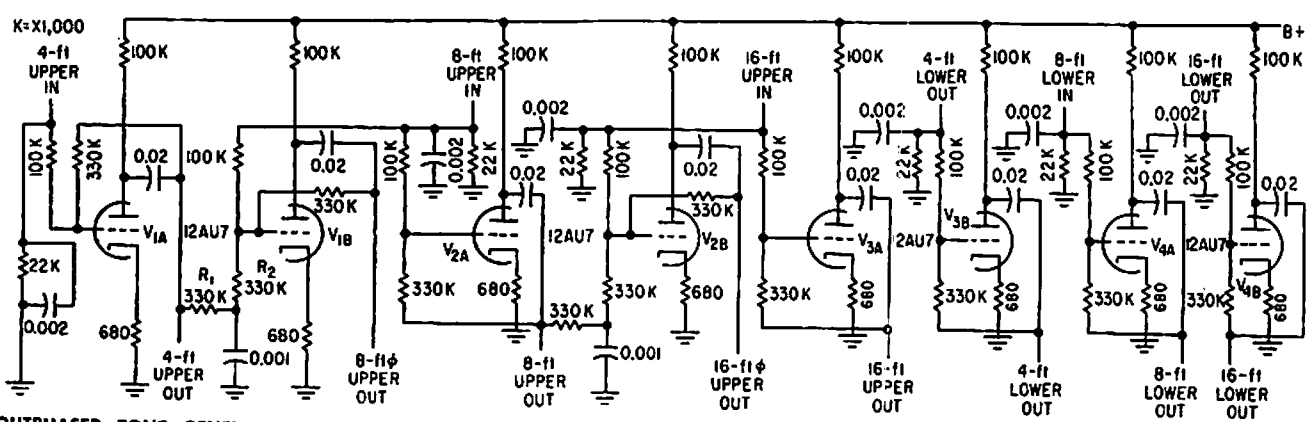 K=X1,000
4-ft
UPPER
IN
100K
100K
8-ft
UPPER
IN
100K
100K
16-ft
UPPER
IN
100K
4-ft
LOWER
OUT
100K
8-ft
LOWER
IN
100K
16-ft
LOWER
OUT
100K
B+
100K
330K
0.02
100K
0.02
330K
100K
0.002
22K
0.02
0.002
22K
100K
0.02
330K
100K
0.02
0.002
22K
100K
0.02
0.002
22K
100K
0.02
0.002
22K
100K
0.02
V1A
12AU7
V1B
V2A
12AU7
V2B
V3A
12AU7
V3B
V4A
12AU7
V4B
22K
0.002
680
R1
330K
R2
330K
0.001
680
330K
680
330K
330K
0.001
680
330K
680
330K
680
330K
680
330K
680
4-ft
UPPER
OUT
8-ftϕ
UPPER
OUT
8-ft
UPPER
OUT
16-ftϕ
UPPER
OUT
16-ft
UPPER
OUT
4-ft
LOWER
OUT
8-ft
LOWER
OUT
16-ft
LOWER
OUT